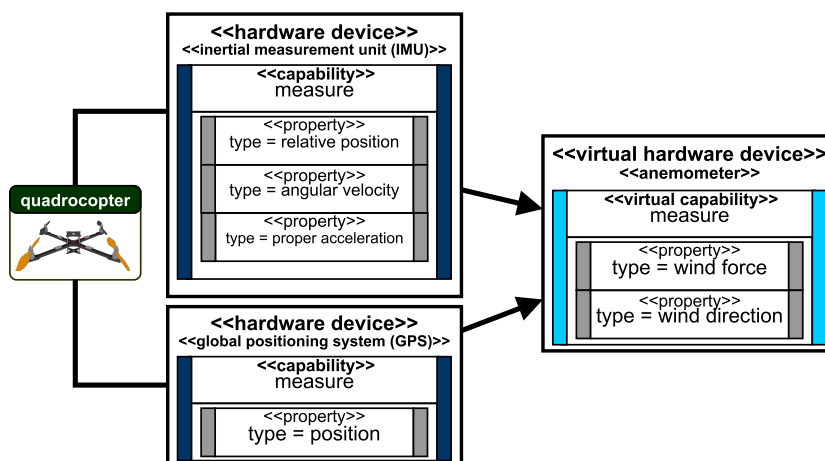 quadrocopter
<<hardware device>>
<<inertial measurement unit (IMU)>>
<<capability>>
measure
<<property>>
type = relative position
<<property>>
type = angular velocity
<<property>>
type = proper acceleration
<<hardware device>>
<<global positioning system (GPS)>>
<<capability>>
measure
<<property>>
type = position
<<virtual hardware device>>
<<anemometer>>
<<virtual capability>>
measure
<<property>>
type = wind force
<<property>>
type = wind direction